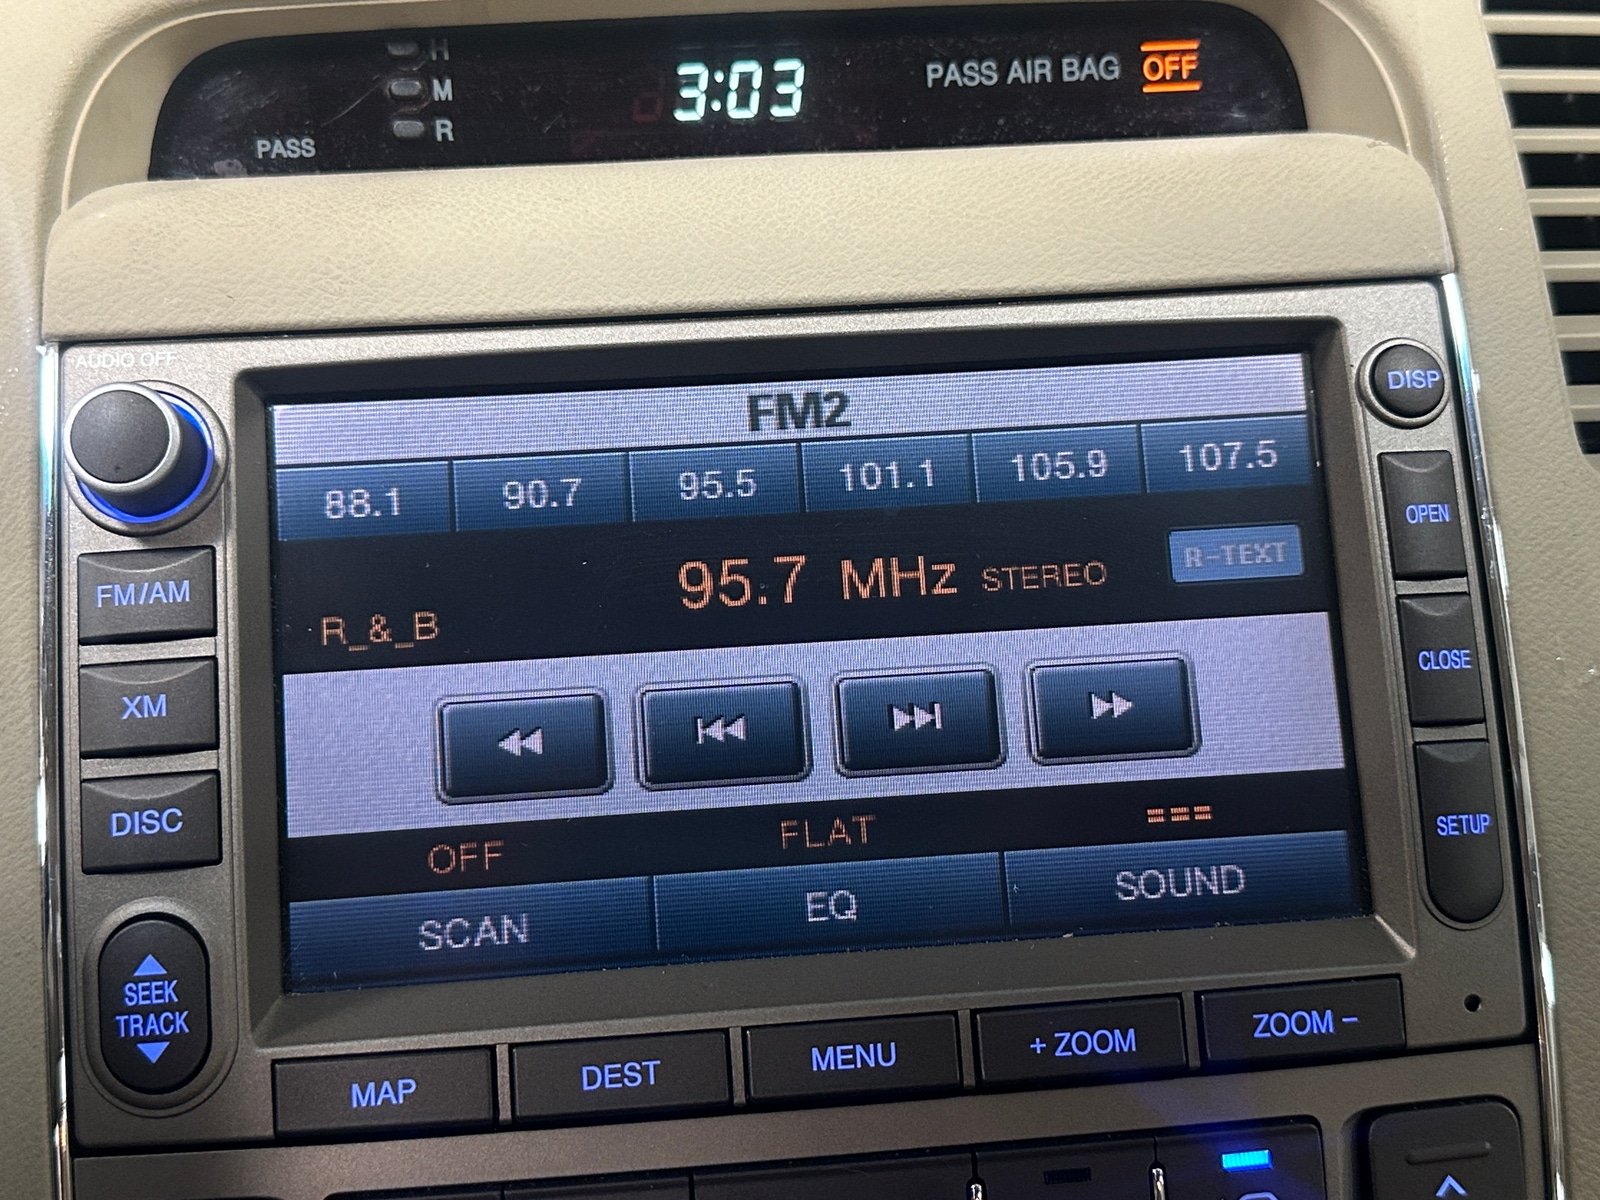 H
M
R
PASS
3:03
PASS AIR BAG OFF
AUDIO OFF
FM2
DISP
88.1 90.7 95.5 101.1 105.9 107.5
OPEN
95.7 MHz STEREO
R-TEXT
FM/AM
R_&_B
CLOSE
XM
DISC
OFF FLAT
SETUP
SCAN EQ SOUND
SEEK
TRACK
MAP DEST MENU + ZOOM ZOOM −